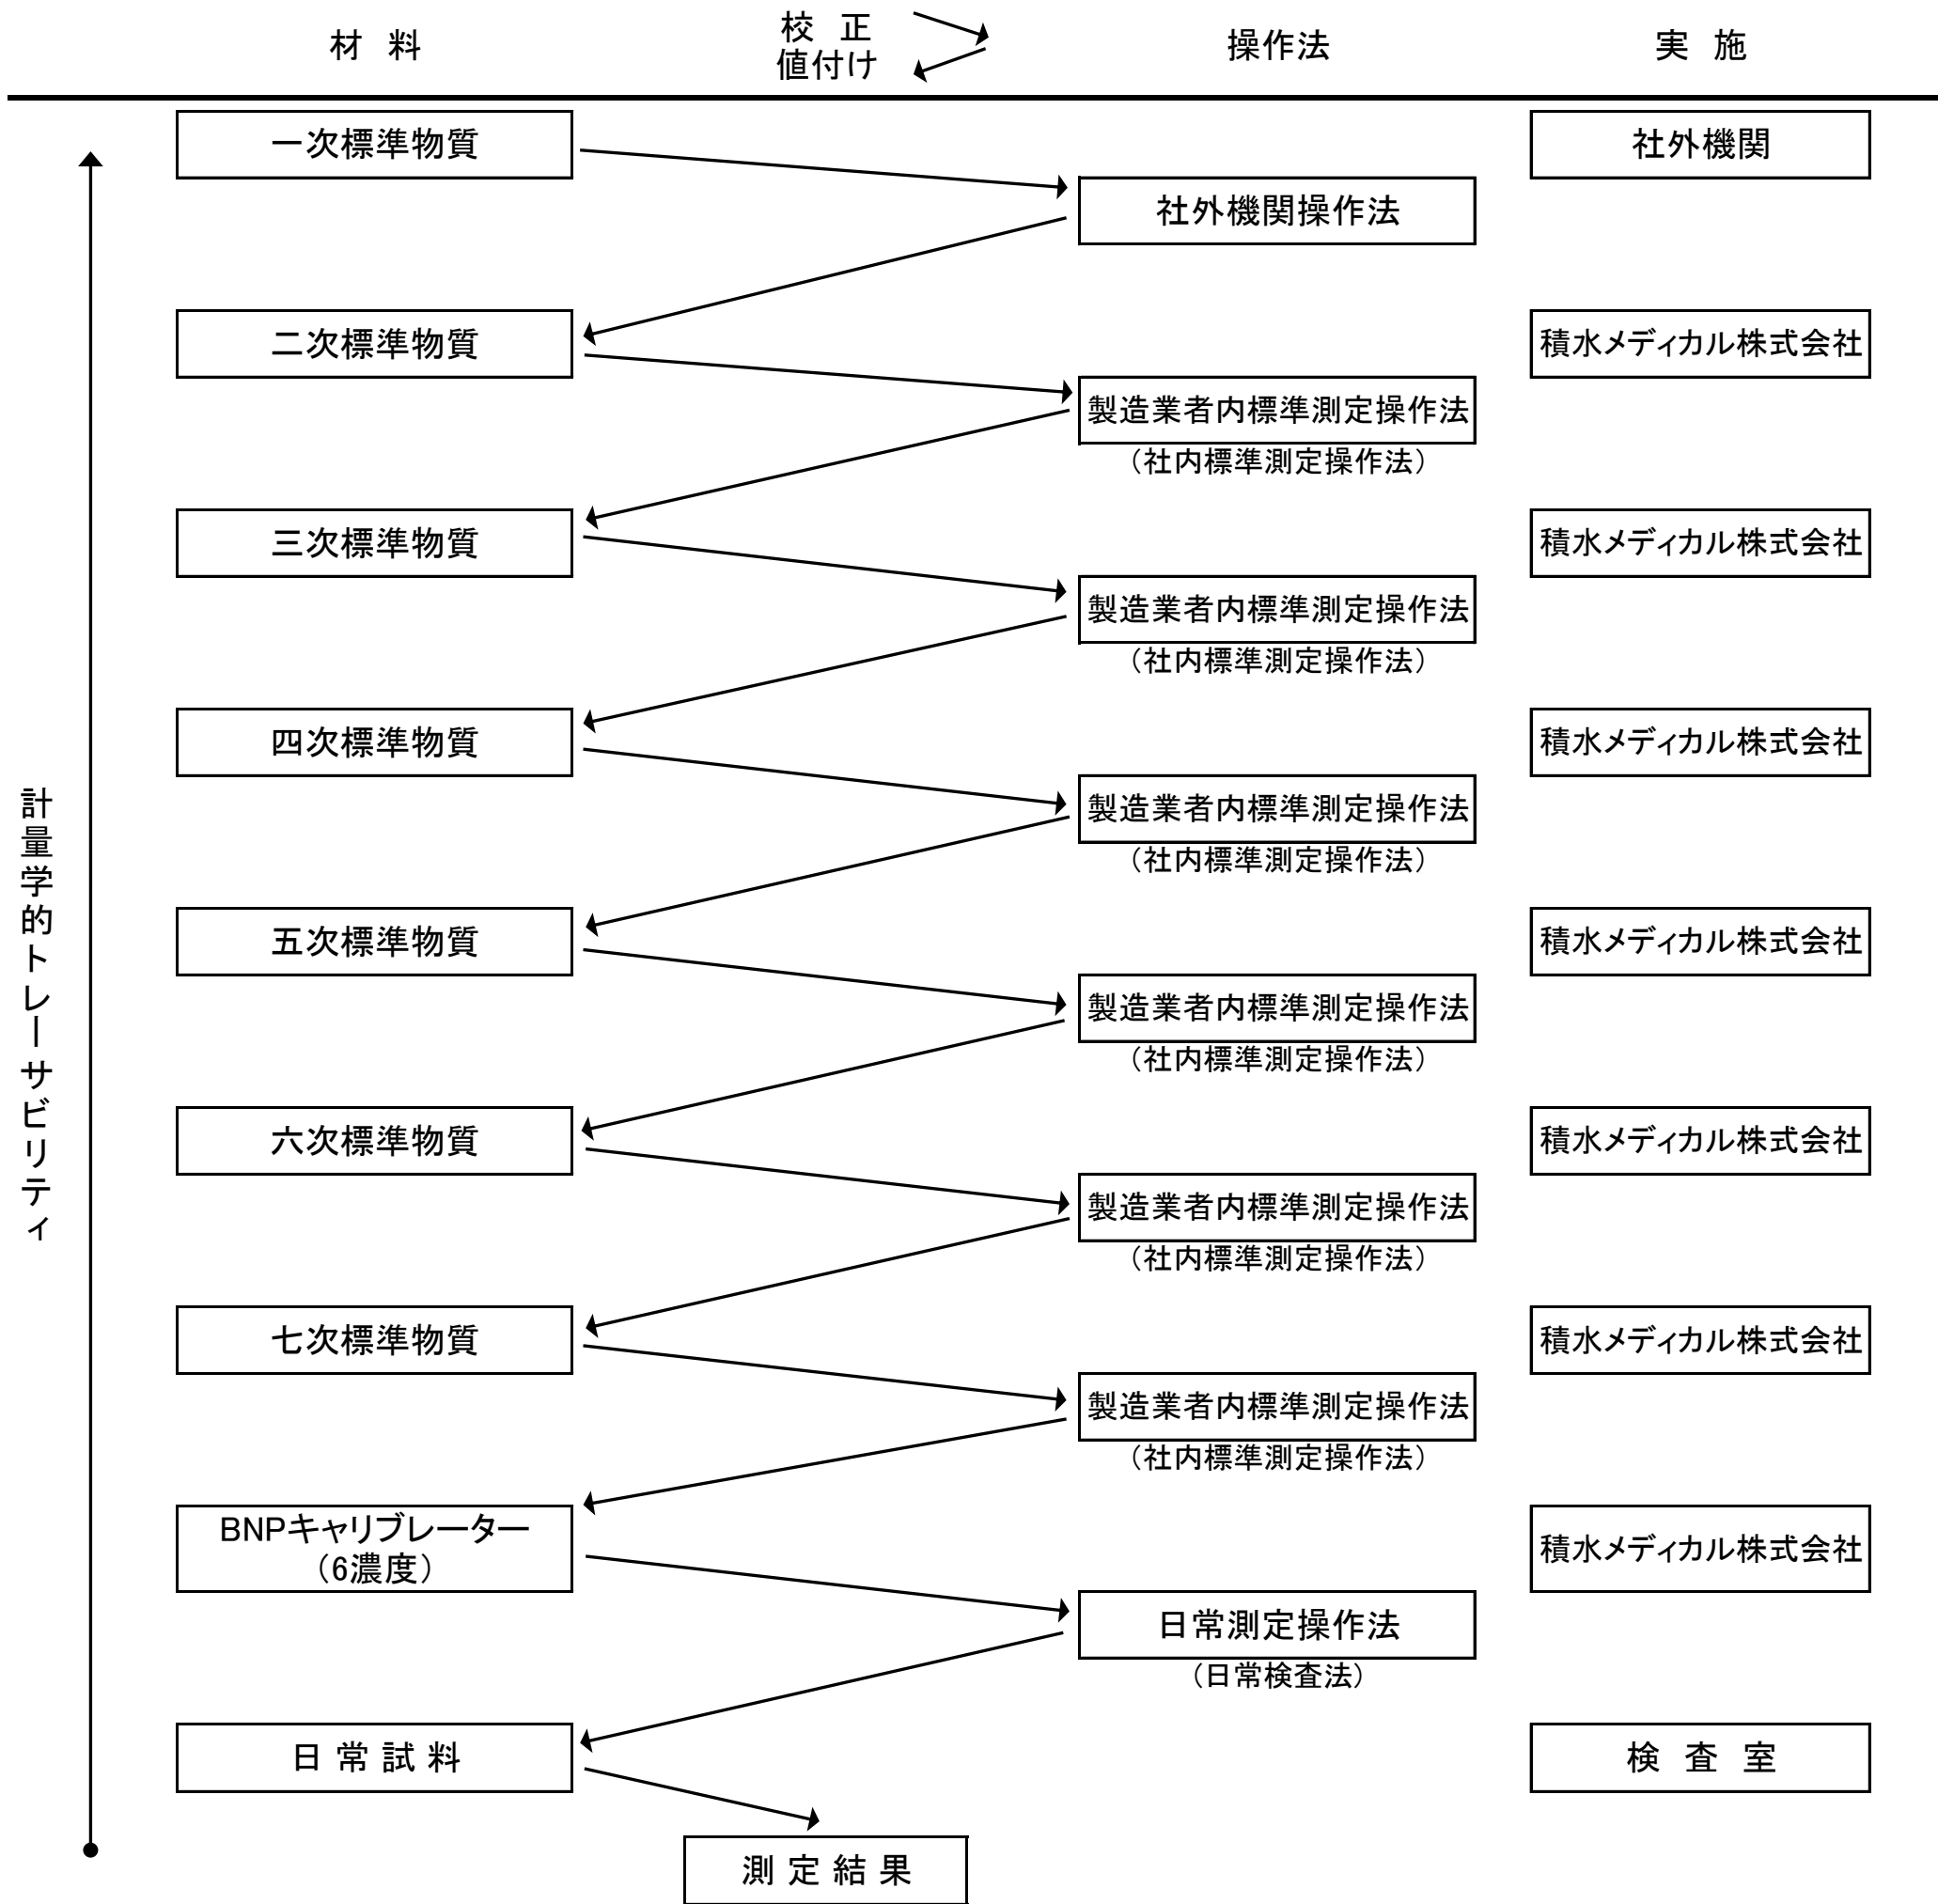 材 料
校 正
値付け
操作法
実 施
一次標準物質
社外機関
社外機関操作法
二次標準物質
積水メディカル株式会社
製造業者内標準測定操作法
（社内標準測定操作法）
三次標準物質
積水メディカル株式会社
製造業者内標準測定操作法
（社内標準測定操作法）
四次標準物質
積水メディカル株式会社
製造業者内標準測定操作法
（社内標準測定操作法）
五次標準物質
積水メディカル株式会社
製造業者内標準測定操作法
（社内標準測定操作法）
六次標準物質
積水メディカル株式会社
製造業者内標準測定操作法
（社内標準測定操作法）
七次標準物質
積水メディカル株式会社
製造業者内標準測定操作法
（社内標準測定操作法）
BNPキャリブレーター
（6濃度）
積水メディカル株式会社
日常測定操作法
（日常検査法）
日 常 試 料
検 査 室
測 定 結 果
計量学的トレーサビリティ